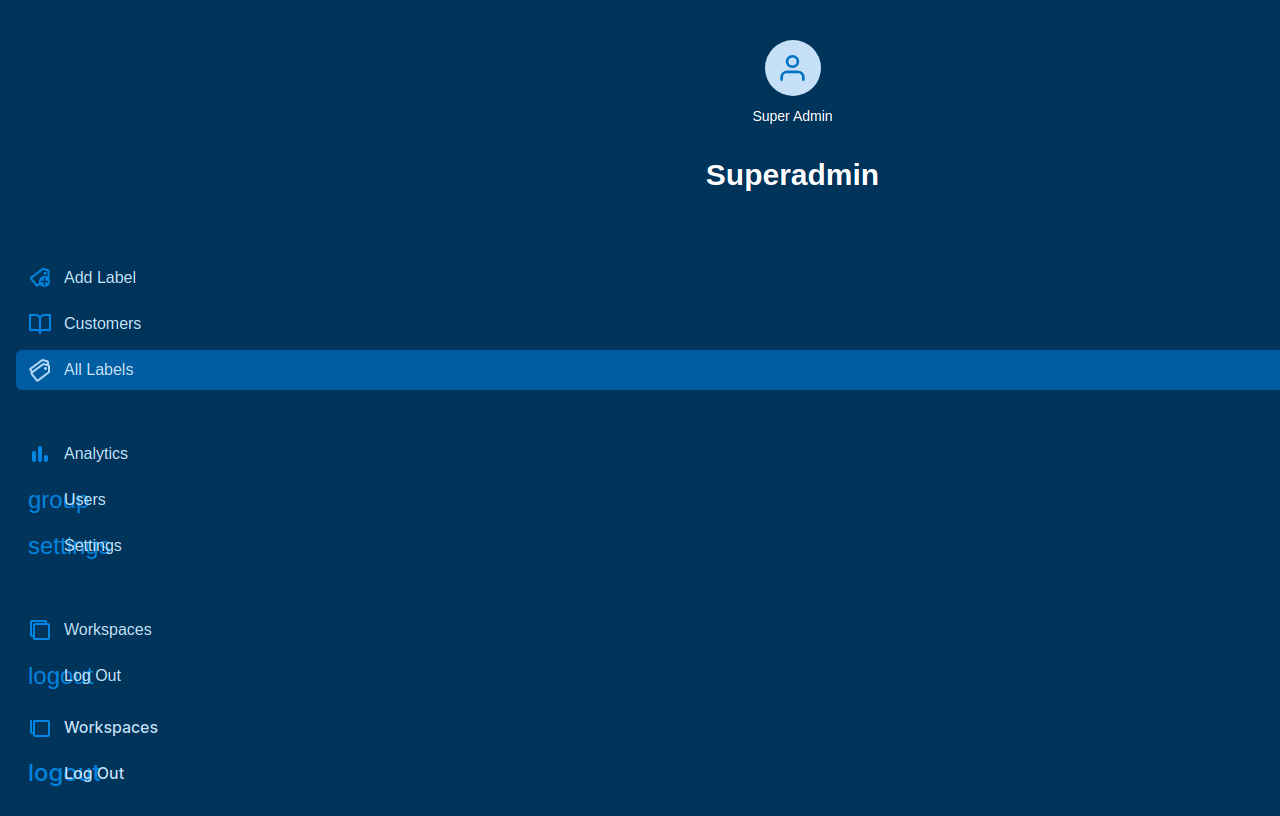 Super Admin
Superadmin
Add Label
Customers
All Labels
Analytics
group Users
settings Settings
Workspaces
logout Log Out
Workspaces
logout Log Out